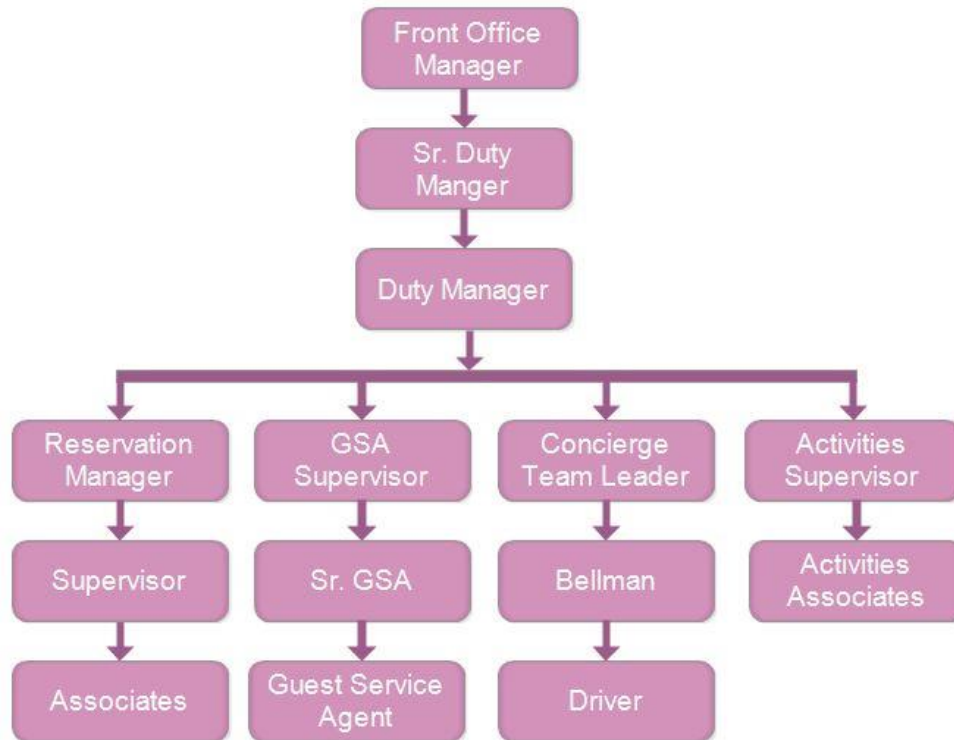 Front Office
Manager
Sr. Duty
Manger
Duty Manager
Reservation
Manager
GSA
Supervisor
Concierge
Team Leader
Activities
Supervisor
Supervisor
Sr. GSA
Bellman
Activities
Associates
Associates
Guest Service
Agent
Driver